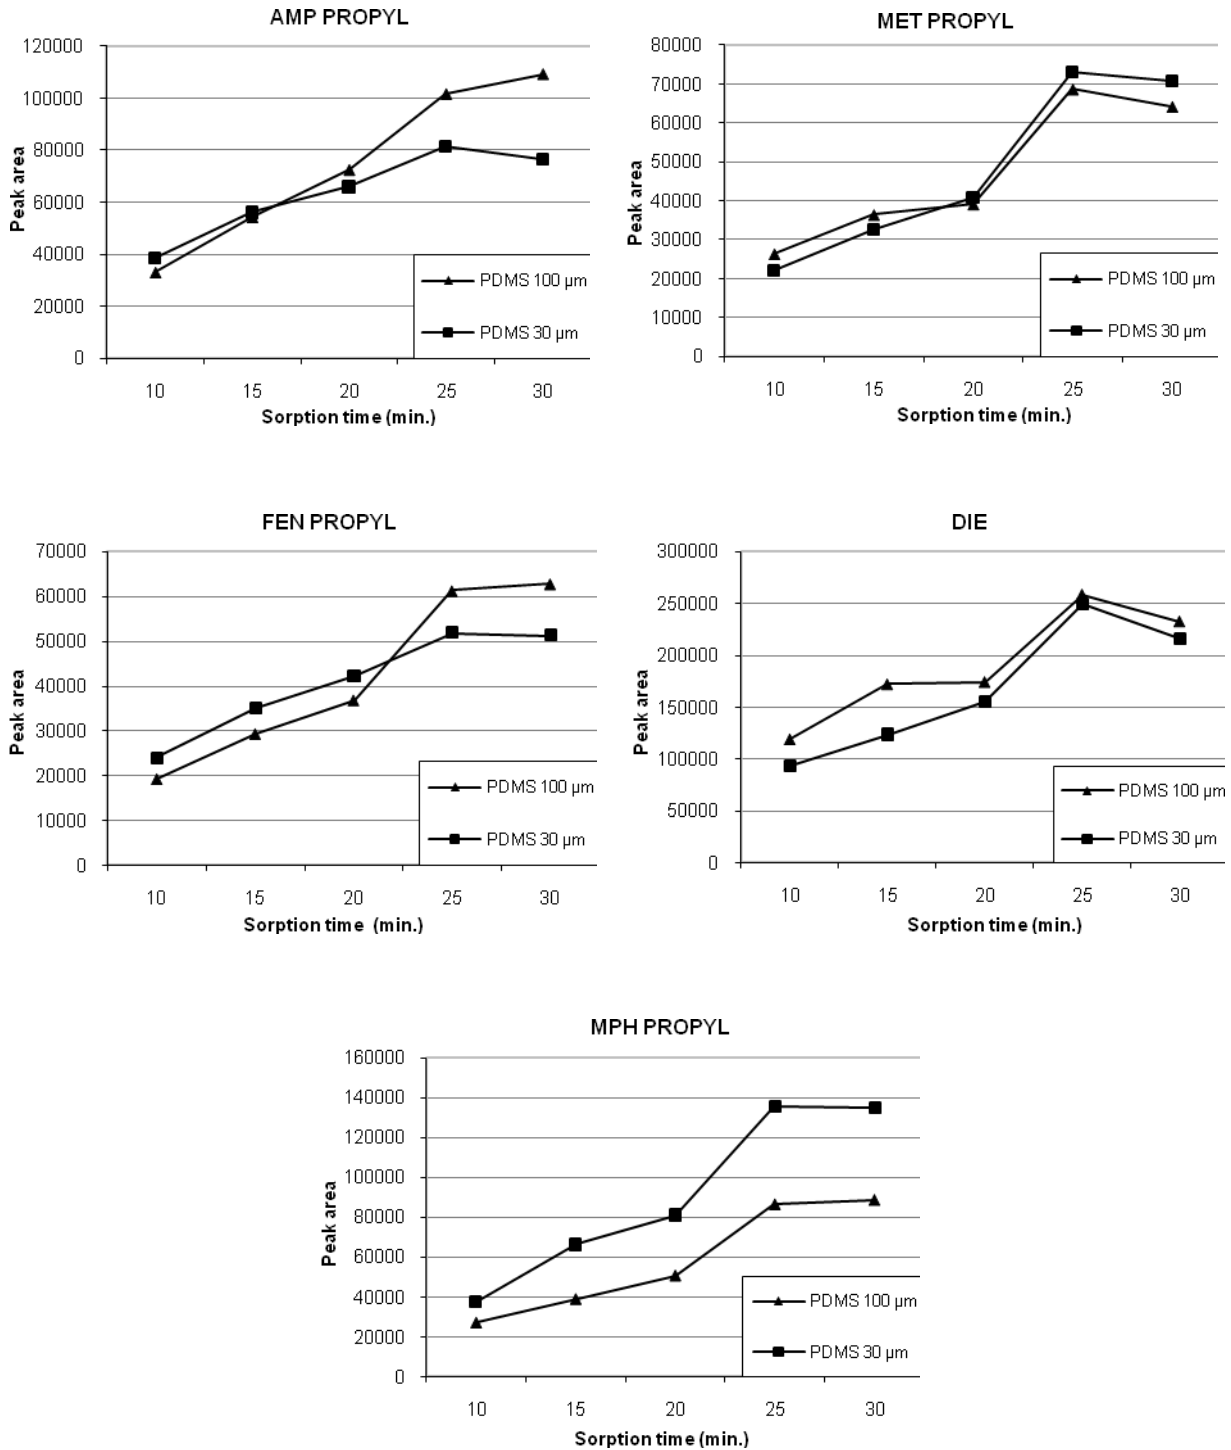 AMP PROPYL
120000
100000
80000
60000
40000
20000
0
Peak area
10 15 20 25 30
Sorption time (min.)
PDMS 100 µm
PDMS 30 µm
MET PROPYL
80000
70000
60000
50000
40000
30000
20000
10000
0
Peak area
10 15 20 25 30
Sorption time (min.)
PDMS 100 µm
PDMS 30 µm
FEN PROPYL
70000
60000
50000
40000
30000
20000
10000
0
Peak area
10 15 20 25 30
Sorption time (min.)
PDMS 100 µm
PDMS 30 µm
DIE
300000
250000
200000
150000
100000
50000
0
Peak area
10 15 20 25 30
Sorption time (min.)
PDMS 100 µm
PDMS 30 µm
MPH PROPYL
160000
140000
120000
100000
80000
60000
40000
20000
0
Peak area
10 15 20 25 30
Sorption time (min.)
PDMS 100 µm
PDMS 30 µm